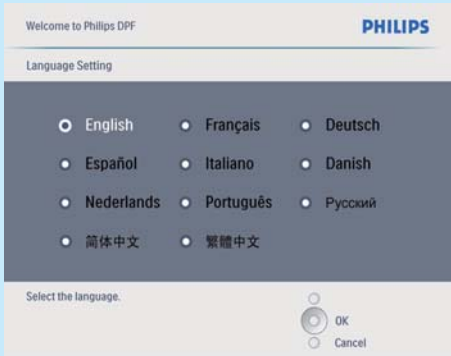 Welcome to Philips DPF
PHILIPS
Language Setting
English Français Deutsch
Español Italiano Danish
Nederlands Português Русский
简体中文 繁體中文
Select the language.
OK
Cancel